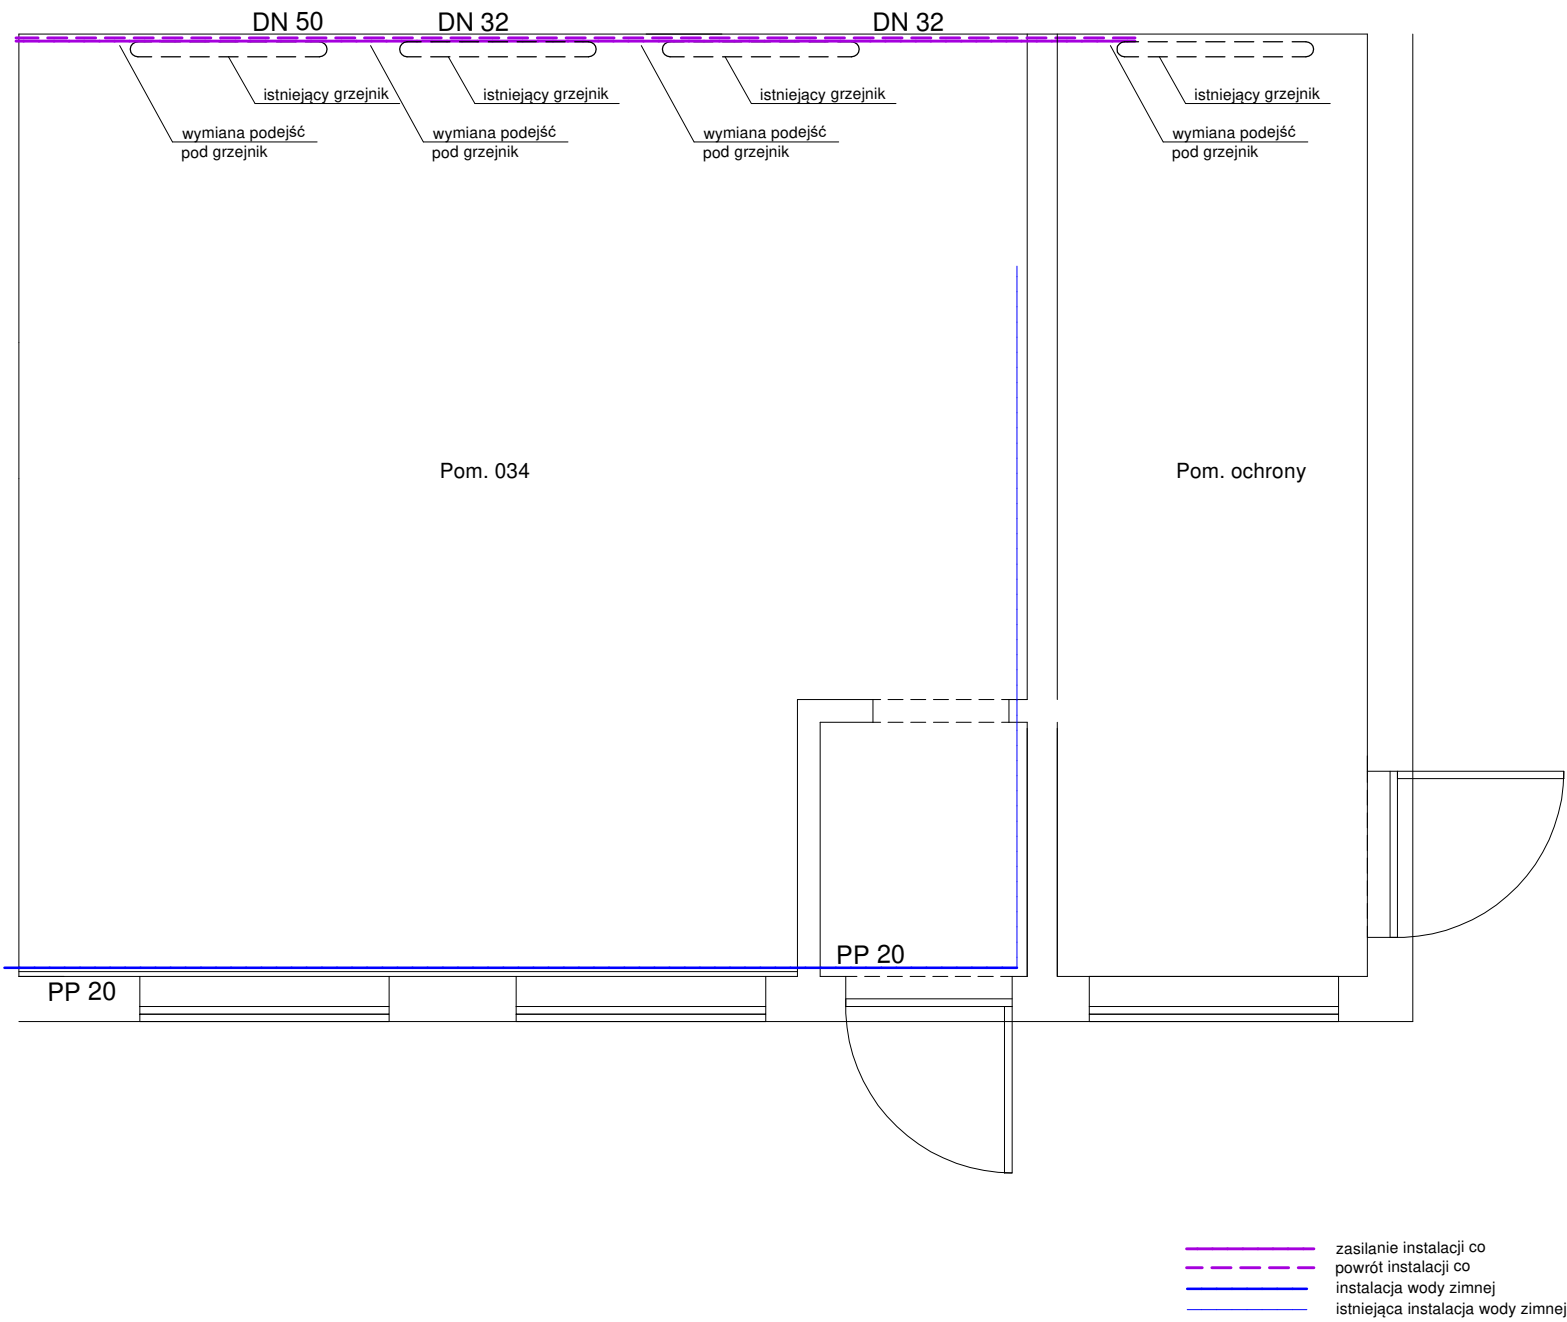 DN 50
DN 32
DN 32
istniejący grzejnik
istniejący grzejnik
istniejący grzejnik
istniejący grzejnik
wymiana podejść
pod grzejnik
wymiana podejść
pod grzejnik
wymiana podejść
pod grzejnik
wymiana podejść
pod grzejnik
Pom. 034
Pom. ochrony
PP 20
PP 20
zasilanie instalacji co
powrót instalacji co
instalacja wody zimnej
istniejąca instalacja wody zimnej